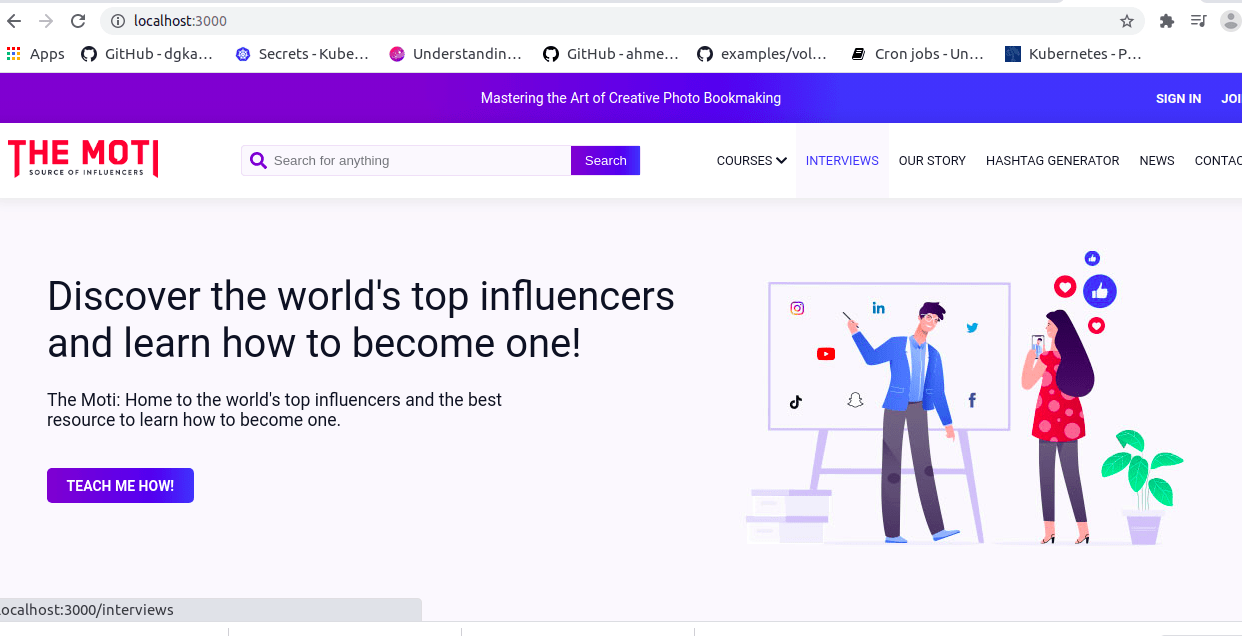 localhost:3000
Apps
GitHub - dgka...
Secrets - Kube...
Understandin...
GitHub - ahme...
examples/vol...
Cron jobs - Un...
Kubernetes - P...
Mastering the Art of Creative Photo Bookmaking
SIGN IN
JOI
THE MOTI
SOURCE OF INFLUENCERS
Search for anything
Search
COURSES
INTERVIEWS
OUR STORY
HASHTAG GENERATOR
NEWS
CONTAC
Discover the world's top influencers
and learn how to become one!
The Moti: Home to the world's top influencers and the best
resource to learn how to become one.
TEACH ME HOW!
in
f
localhost:3000/interviews